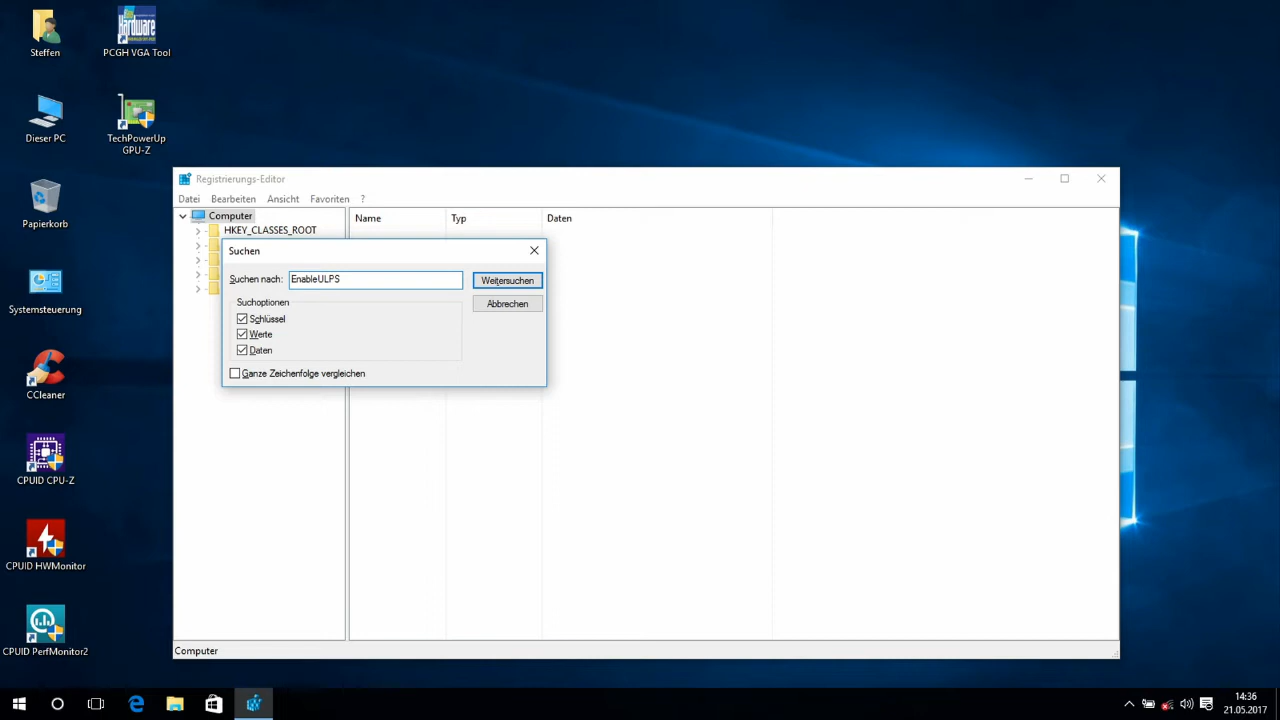 Steffen
PCGH VGA Tool
Hardware
Dieser PC
TechPowerUp
GPU-Z
Papierkorb
Systemsteuerung
CCleaner
CPUID CPU-Z
CPUID HWMonitor
CPUID PerfMonitor2
Registrierungs-Editor
Datei Bearbeiten Ansicht Favoriten ?
Computer
HKEY_CLASSES_ROOT
Name Typ Daten
Suchen
Suchen nach: EnableULPS Weitersuchen
Abbrechen
Suchoptionen
Schlüssel
Werte
Daten
Ganze Zeichenfolge vergleichen
Computer
14:36
21.05.2017